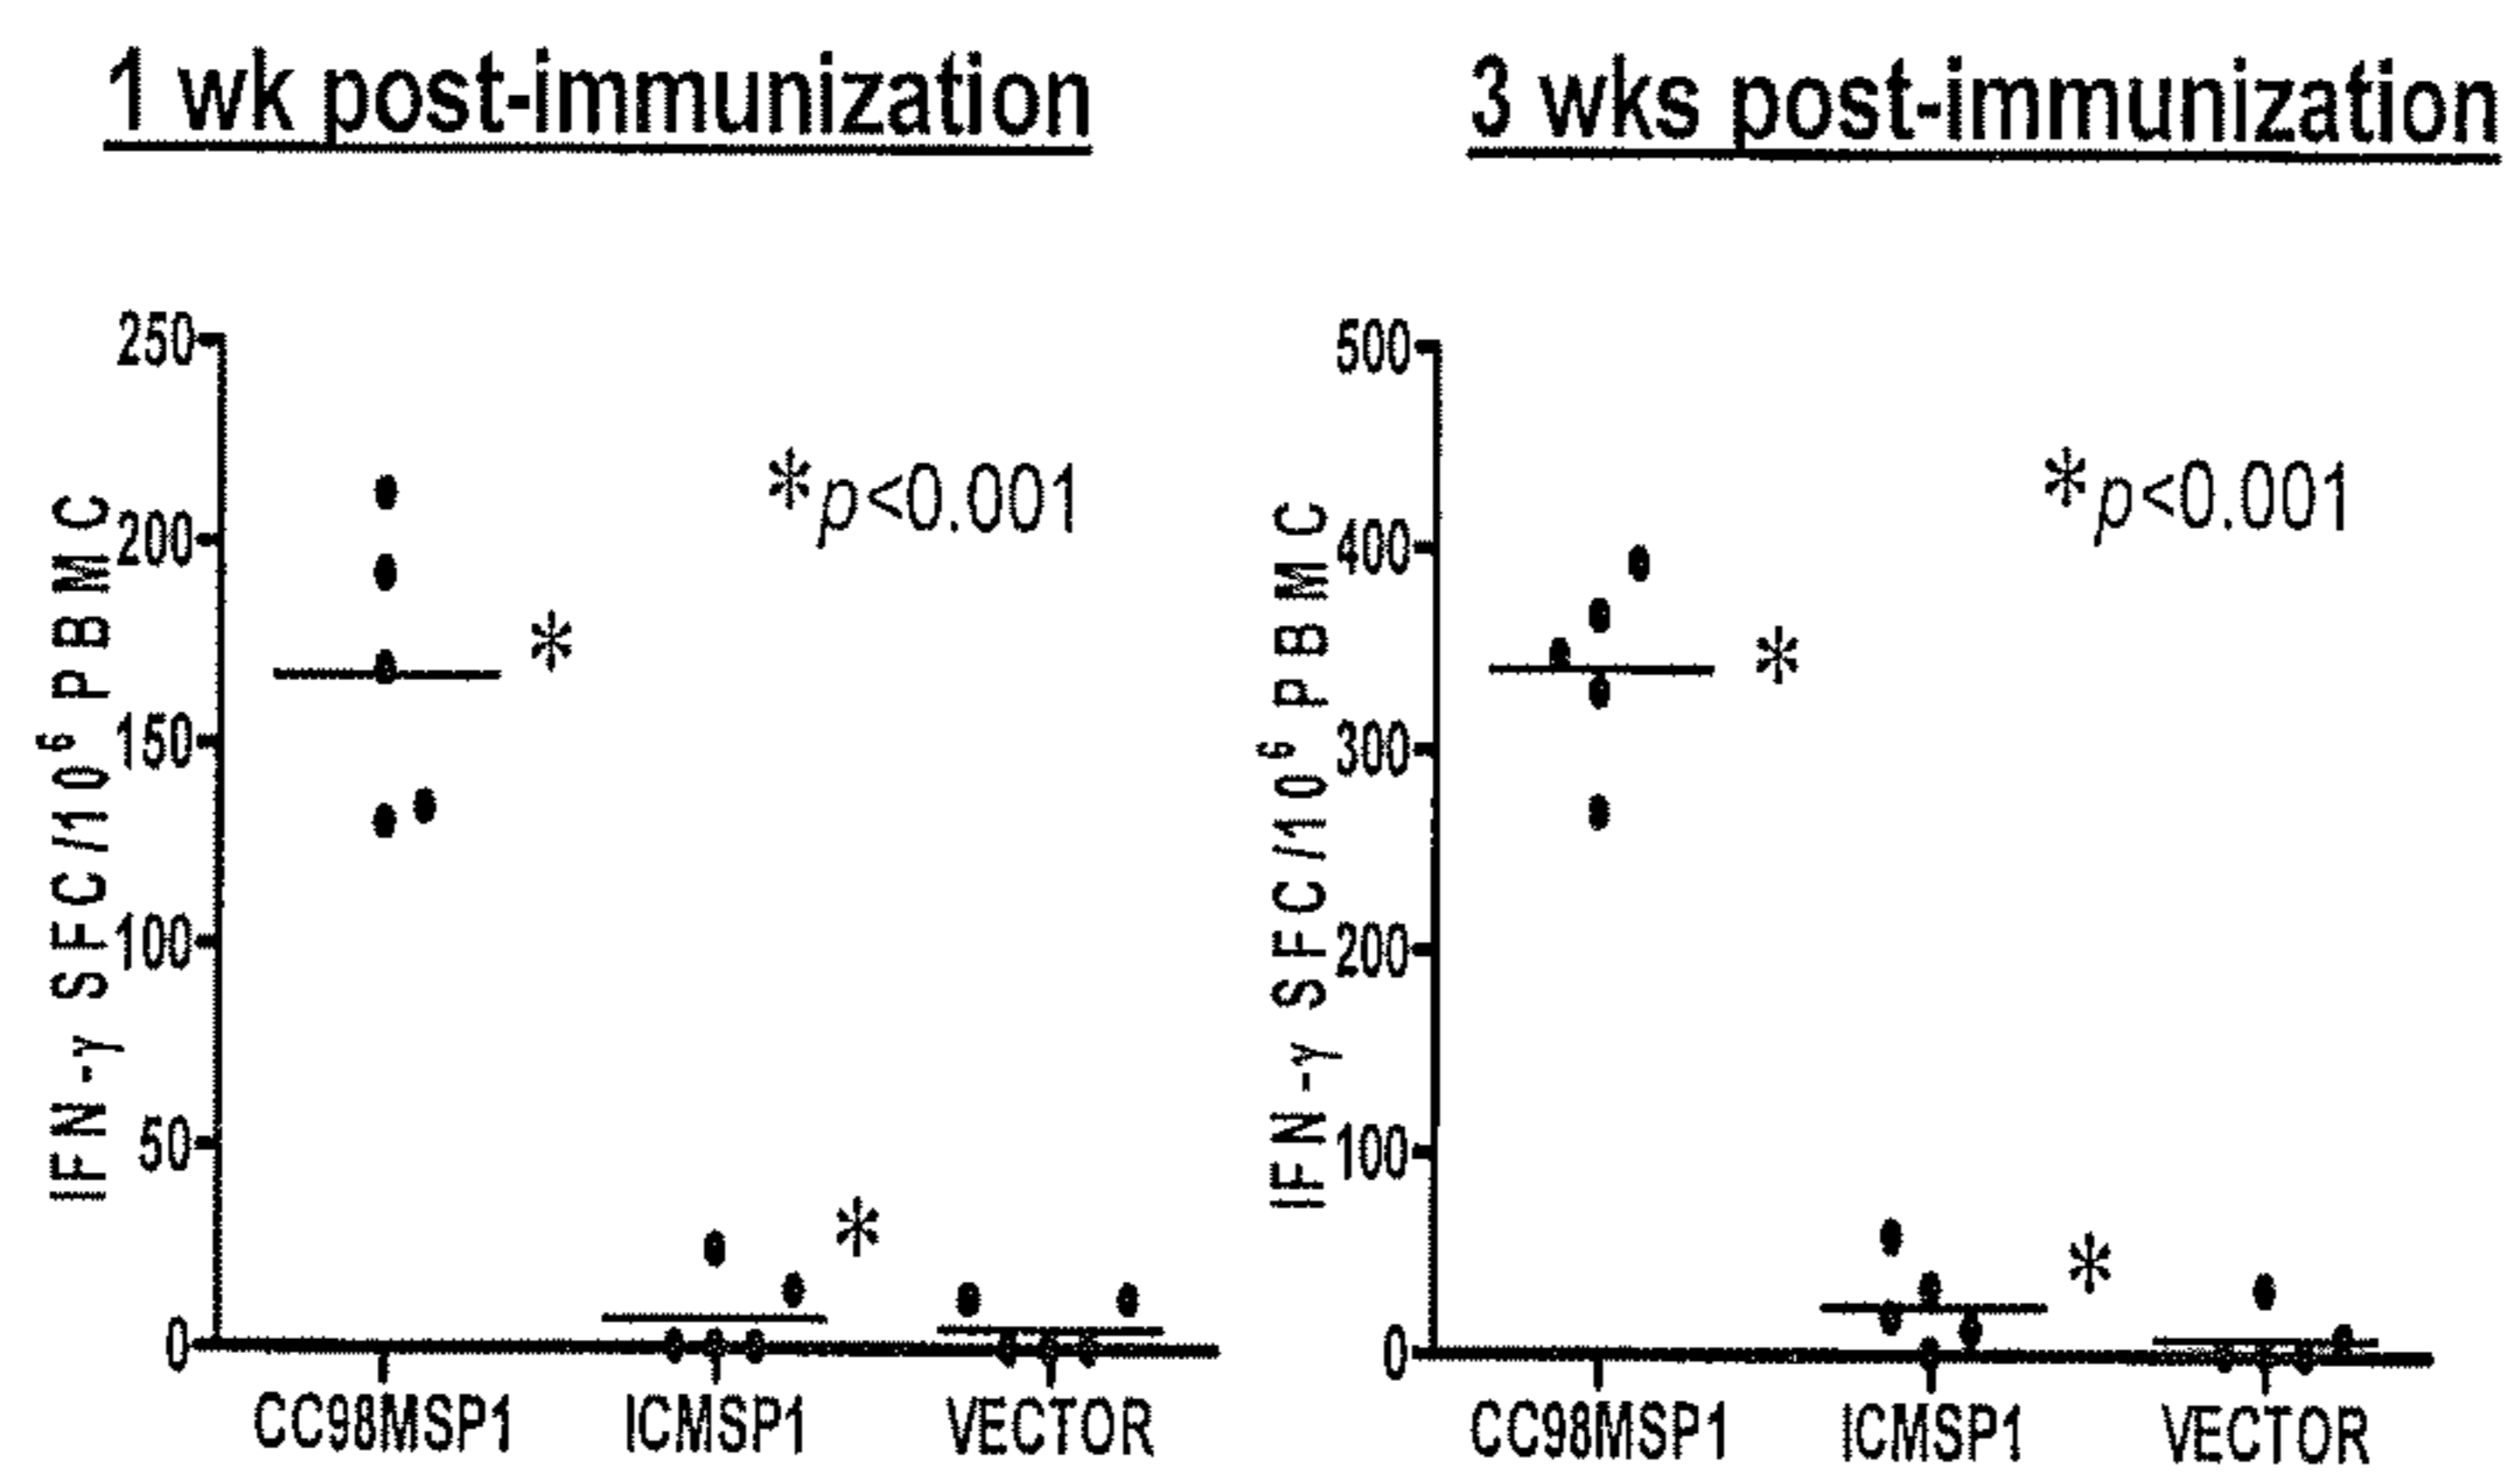 1 wk post-immunization
IFN-γ SFC/10⁶ PBMC
250
200
150
100
50
0
*p<0.001
*
*
CC98MSP1
ICMSP1
VECTOR
3 wks post-immunization
IFN-γ SFC/10⁶ PBMC
500
400
300
200
100
0
*p<0.001
*
*
CC98MSP1
ICMSP1
VECTOR